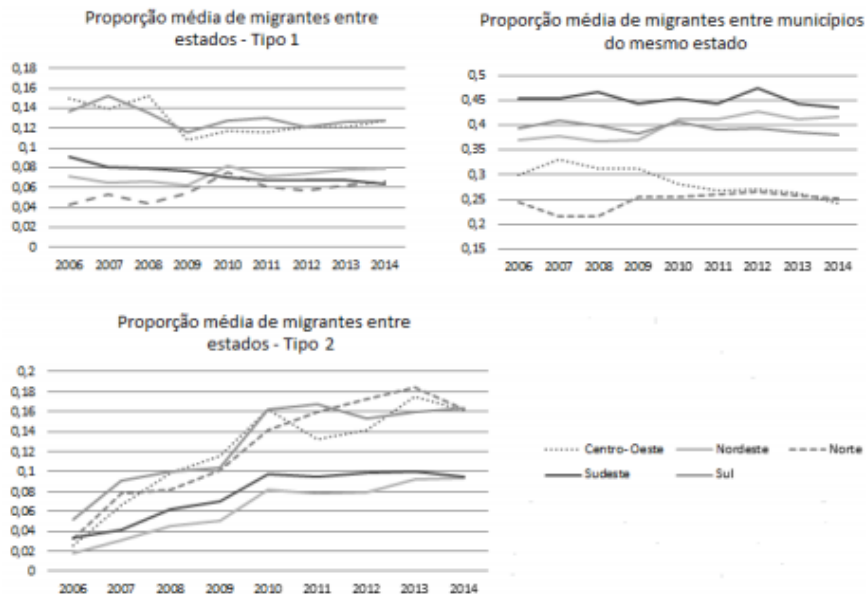 Proporção média de migrantes entre
estados - Tipo 1
0,18
0,16
0,14
0,12
0,1
0,08
0,06
0,04
0,02
0
2006 2007 2008 2009 2010 2011 2012 2013 2014
Proporção média de migrantes entre municípios
do mesmo estado
0,5
0,45
0,4
0,35
0,3
0,25
0,2
0,15
2006 2007 2008 2009 2010 2011 2012 2013 2014
Proporção média de migrantes entre
estados - Tipo 2
0,2
0,18
0,16
0,14
0,12
0,1
0,08
0,06
0,04
0,02
0
2006 2007 2008 2009 2010 2011 2012 2013 2014
Centro-Oeste Nordeste Norte
Sudeste Sul